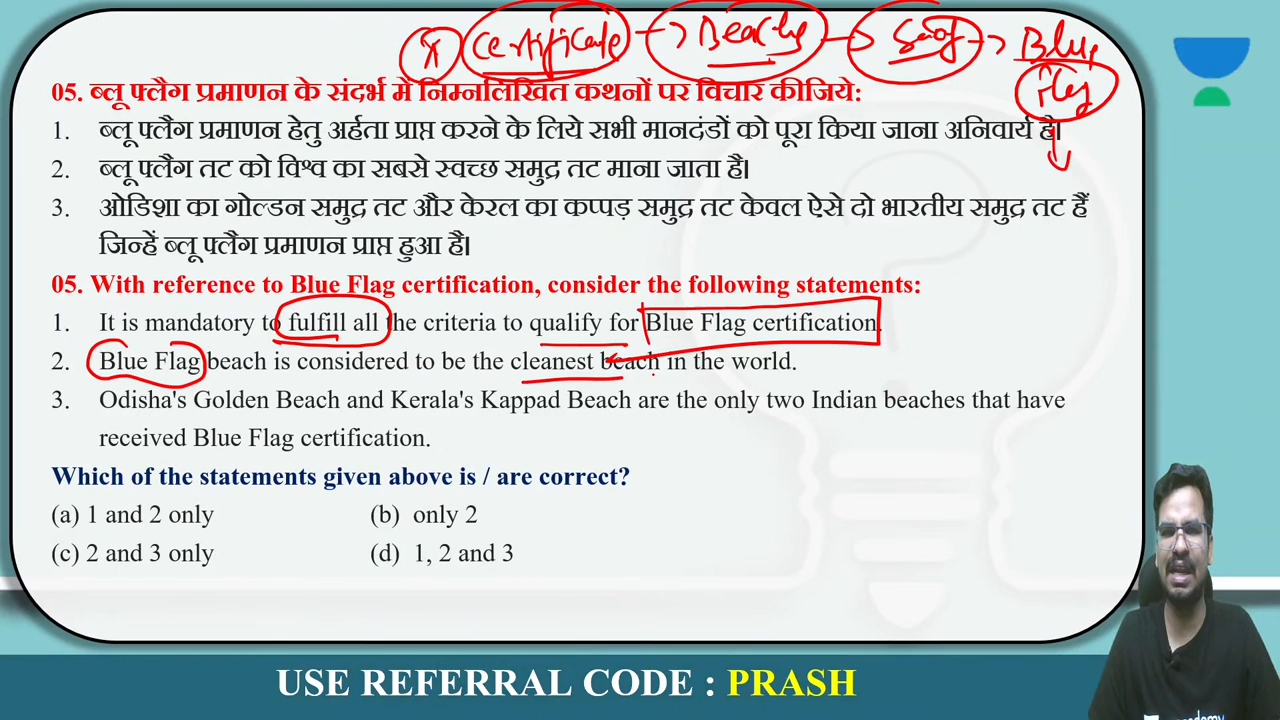 Certificate → Beach → Saaf → Blue
Flag
05. ब्लू फ्लैग प्रमाणन के संदर्भ में निम्नलिखित कथनों पर विचार कीजिये:
1. ब्लू फ्लैग प्रमाणन हेतु अर्हता प्राप्त करने के लिये सभी मानदंडों को पूरा किया जाना अनिवार्य है।
2. ब्लू फ्लैग तट को विश्व का सबसे स्वच्छ समुद्र तट माना जाता है।
3. ओडिशा का गोल्डन समुद्र तट और केरल का कप्पड़ समुद्र तट केवल ऐसे दो भारतीय समुद्र तट हैं
जिन्हें ब्लू फ्लैग प्रमाणन प्राप्त हुआ है।
05. With reference to Blue Flag certification, consider the following statements:
1. It is mandatory to fulfill all the criteria to qualify for Blue Flag certification.
2. Blue Flag beach is considered to be the cleanest beach in the world.
3. Odisha's Golden Beach and Kerala's Kappad Beach are the only two Indian beaches that have
received Blue Flag certification.
Which of the statements given above is / are correct?
(a) 1 and 2 only (b) only 2
(c) 2 and 3 only (d) 1, 2 and 3
USE REFERRAL CODE : PRASH